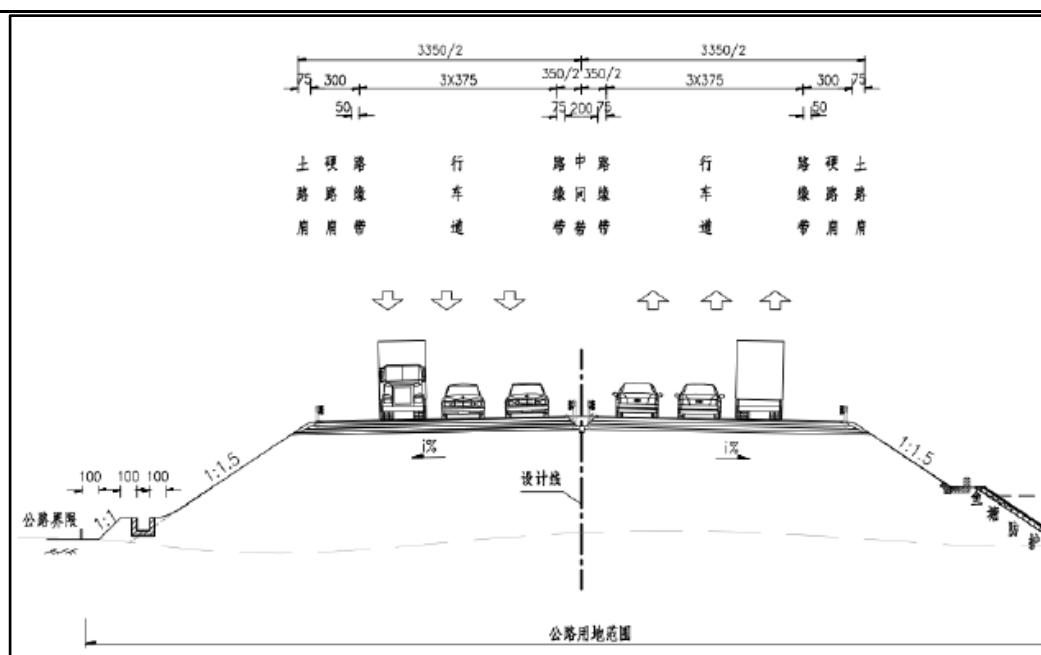 3350/2 3350/2
75 300 3X375 350/2 350/2 3X375 300 75
50 75 200 75 50
土路肩 硬路肩 路缘带 行车道 路缘带 中间带 路缘带 行车道 路缘带 硬路肩 土路肩
i% i%
1:1.5 1:1.5
100 100 100
设计线
公路界限 1:1
鱼塘防护
公路用地范围